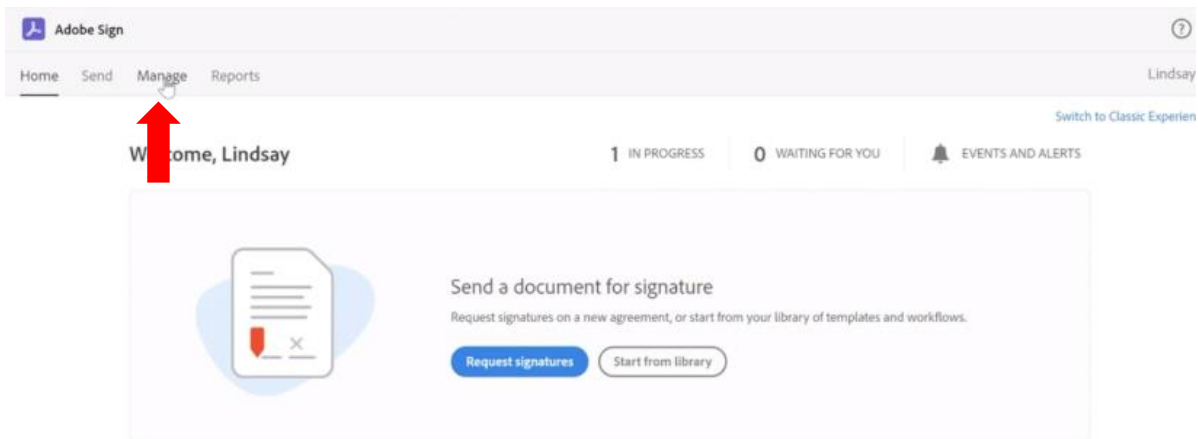 Adobe Sign
Home Send Manage Reports Lindsay
Switch to Classic Experien
W come, Lindsay
1 IN PROGRESS 0 WAITING FOR YOU EVENTS AND ALERTS
Send a document for signature
Request signatures on a new agreement, or start from your library of templates and workflows.
Request signatures Start from library